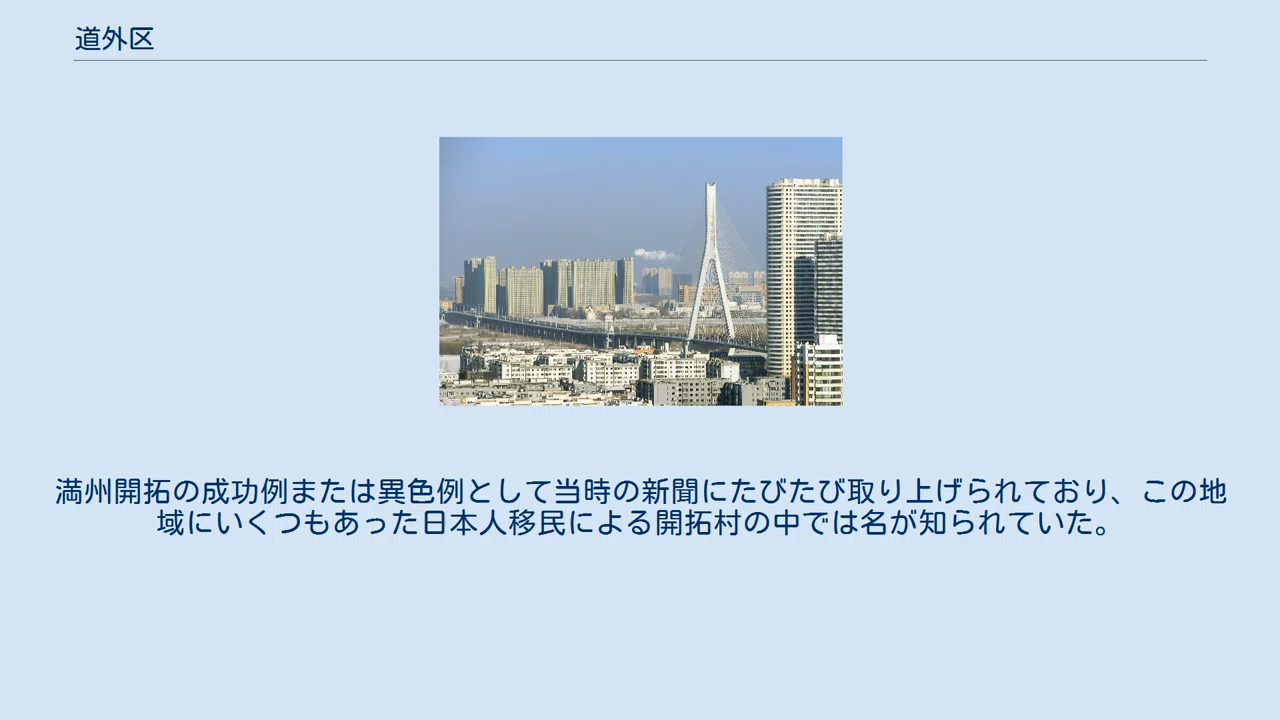 道外区
満州開拓の成功例または異色例として当時の新聞にたびたび取り上げられており、この地
域にいくつもあった日本人移民による開拓村の中では名が知られていた。